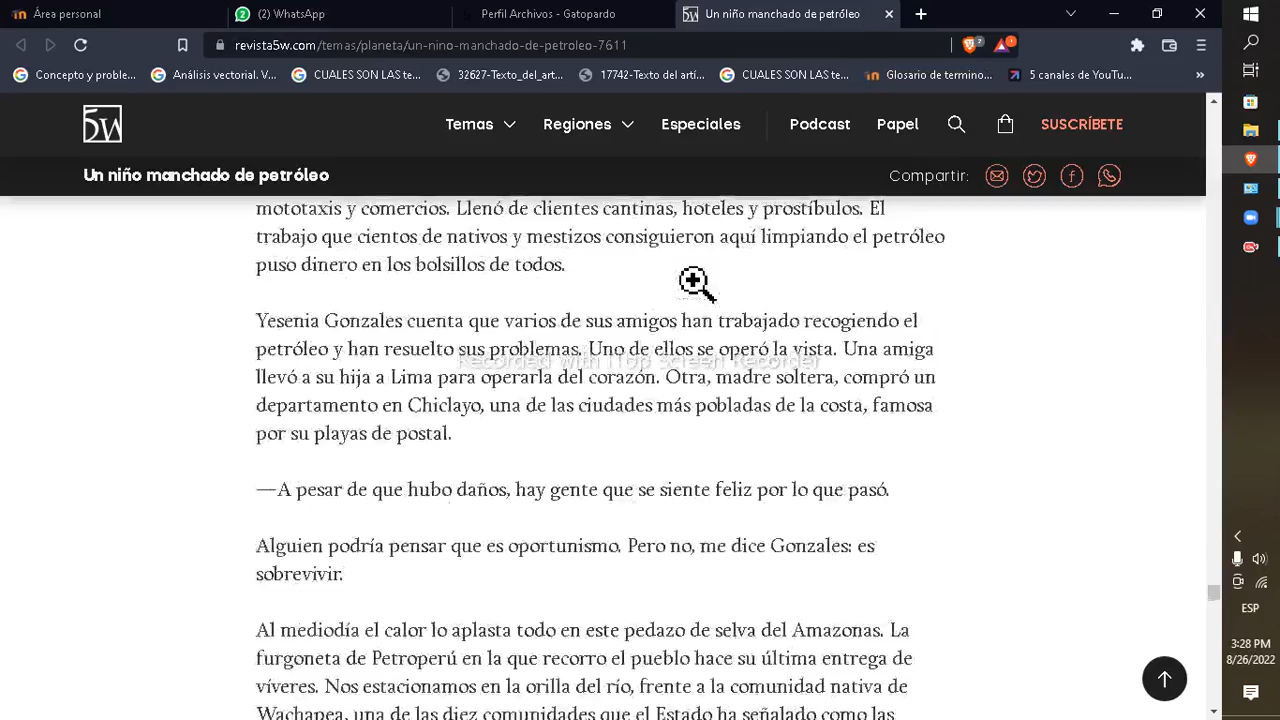 Área personal
(2) WhatsApp
Perfil Archivos - Gatopardo
5W Un niño manchado de petróleo
revista5w.com/temas/planeta/un-nino-manchado-de-petroleo-7611
2
1
Concepto y proble...
Análisis vectorial. V...
CUALES SON LAS te...
32627-Texto_del_ar...
17742-Texto del artí...
CUALES SON LAS te...
Glosario de termino...
5 canales de YouTu...
»
5W
Temas
Regiones
Especiales
Podcast
Papel
SUSCRÍBETE
Un niño manchado de petróleo
Compartir:
mototaxis y comercios. Llenó de clientes cantinas, hoteles y prostíbulos. El
trabajo que cientos de nativos y mestizos consiguieron aquí limpiando el petróleo
puso dinero en los bolsillos de todos.
Yesenia Gonzales cuenta que varios de sus amigos han trabajado recogiendo el
petróleo y han resuelto sus problemas. Uno de ellos se operó la vista. Una amiga
Recorded with iTop Screen Recorder
llevó a su hija a Lima para operarla del corazón. Otra, madre soltera, compró un
departamento en Chiclayo, una de las ciudades más pobladas de la costa, famosa
por su playas de postal.
—A pesar de que hubo daños, hay gente que se siente feliz por lo que pasó.
Alguien podría pensar que es oportunismo. Pero no, me dice Gonzales: es
sobrevivir.
Al mediodía el calor lo aplasta todo en este pedazo de selva del Amazonas. La
furgoneta de Petroperú en la que recorro el pueblo hace su última entrega de
víveres. Nos estacionamos en la orilla del río, frente a la comunidad nativa de
Wachapea, una de las diez comunidades que el Estado ha señalado como las
ESP
3:28 PM
8/26/2022